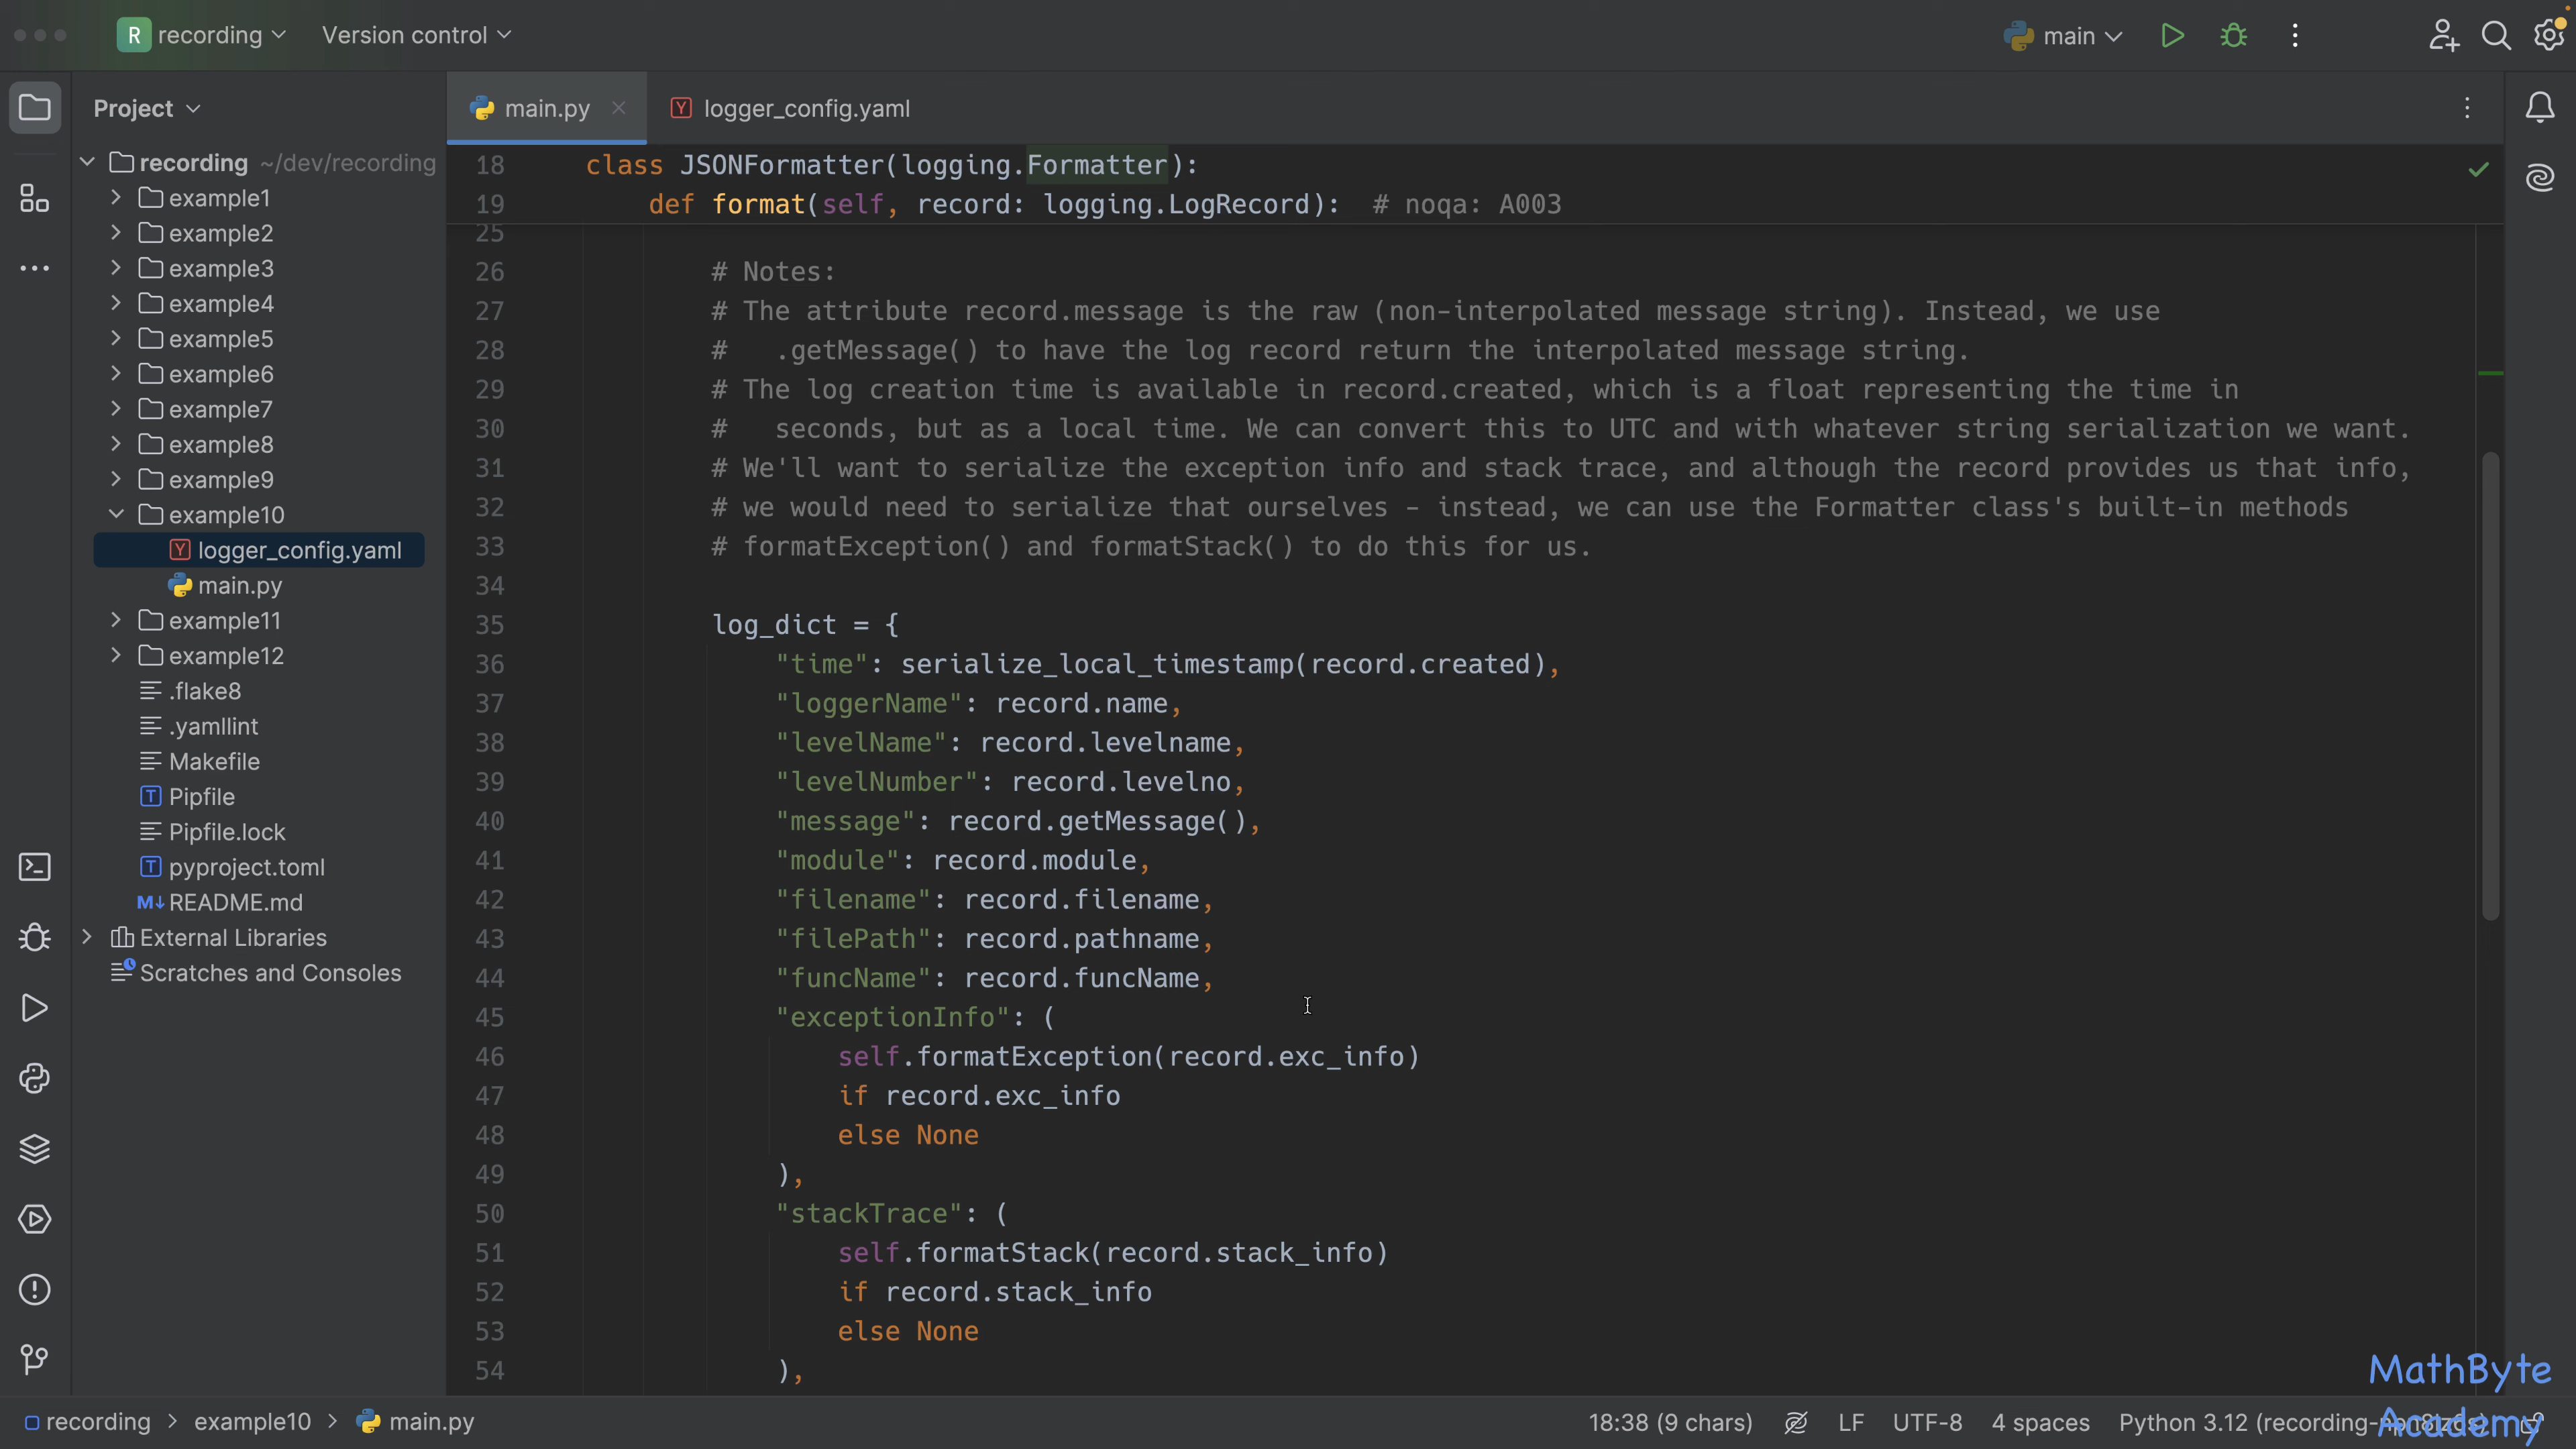 R recording Version control main
Project
main.py
logger_config.yaml
recording ~/dev/recording
example1
example2
example3
example4
example5
example6
example7
example8
example9
example10
logger_config.yaml
main.py
example11
example12
.flake8
.yamllint
Makefile
Pipfile
Pipfile.lock
pyproject.toml
README.md
External Libraries
Scratches and Consoles
18 class JSONFormatter(logging.Formatter):
19 def format(self, record: logging.LogRecord): # noqa: A003
25
26 # Notes:
27 # The attribute record.message is the raw (non-interpolated message string). Instead, we use
28 # .getMessage() to have the log record return the interpolated message string.
29 # The log creation time is available in record.created, which is a float representing the time in
30 # seconds, but as a local time. We can convert this to UTC and with whatever string serialization we want.
31 # We'll want to serialize the exception info and stack trace, and although the record provides us that info,
32 # we would need to serialize that ourselves - instead, we can use the Formatter class's built-in methods
33 # formatException() and formatStack() to do this for us.
34
35 log_dict = {
36 "time": serialize_local_timestamp(record.created),
37 "loggerName": record.name,
38 "levelName": record.levelname,
39 "levelNumber": record.levelno,
40 "message": record.getMessage(),
41 "module": record.module,
42 "filename": record.filename,
43 "filePath": record.pathname,
44 "funcName": record.funcName,
45 "exceptionInfo": (
46 self.formatException(record.exc_info)
47 if record.exc_info
48 else None
49 ),
50 "stackTrace": (
51 self.formatStack(record.stack_info)
52 if record.stack_info
53 else None
54 ),
MathByte
Academy
recording > example10 > main.py
18:38 (9 chars) LF UTF-8 4 spaces Python 3.12